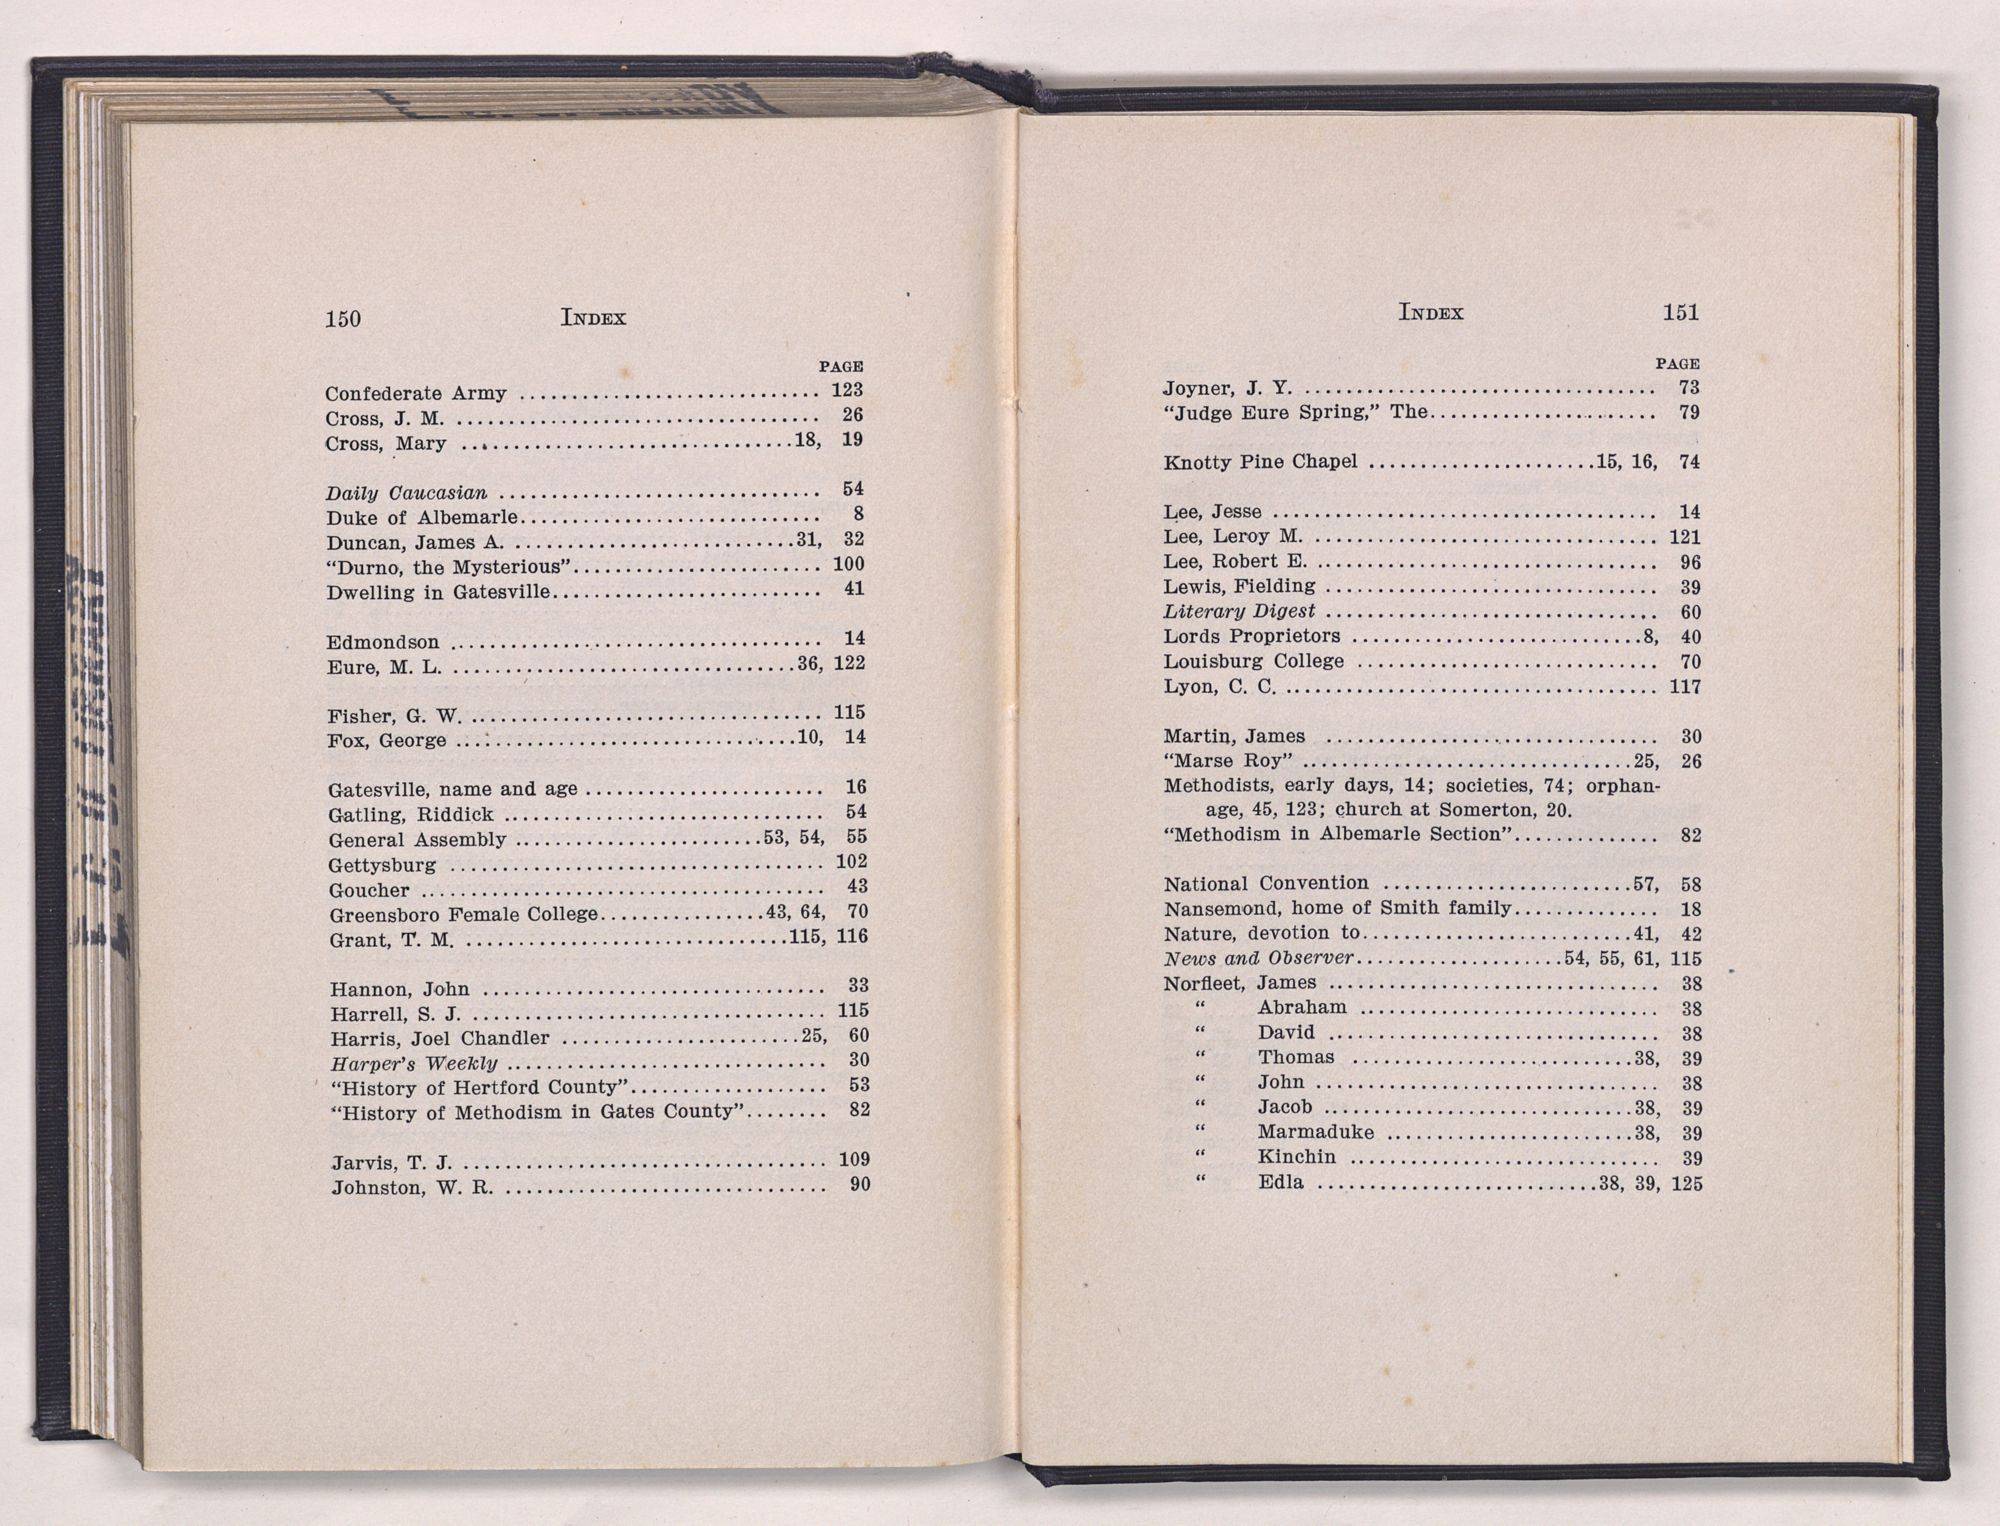 150 INDEX
PAGE
Confederate Army .............................. 123
Cross, J. M. ................................... 26
Cross, Mary ................................18, 19
Daily Caucasian ............................... 54
Duke of Albemarle............................. 8
Duncan, James A. ...........................31, 32
“Durno, the Mysterious”........................ 100
Dwelling in Gatesville.......................... 41
Edmondson .................................... 14
Eure, M. L. .................................36, 122
Fisher, G. W. .................................. 115
Fox, George .................................10, 14
Gatesville, name and age ....................... 16
Gatling, Riddick ............................... 54
General Assembly ........................53, 54, 55
Gettysburg .................................... 102
Goucher ....................................... 43
Greensboro Female College................43, 64, 70
Grant, T. M. ...............................115, 116
Hannon, John ................................. 33
Harrell, S. J. .................................. 115
Harris, Joel Chandler .......................25, 60
Harper’s Weekly ............................... 30
“History of Hertford County”................... 53
“History of Methodism in Gates County”........ 82
Jarvis, T. J. ................................... 109
Johnston, W. R. ............................... 90
INDEX 151
PAGE
Joyner, J. Y. .................................. 73
“Judge Eure Spring,” The...................... 79
Knotty Pine Chapel ......................15, 16, 74
Lee, Jesse ..................................... 14
Lee, Leroy M. ................................. 121
Lee, Robert E. ................................. 96
Lewis, Fielding ................................ 39
Literary Digest ................................ 60
Lords Proprietors ............................8, 40
Louisburg College ............................. 70
Lyon, C. C. .................................... 117
Martin, James ................................ 30
“Marse Roy” ................................25, 26
Methodists, early days, 14; societies, 74; orphan-
age, 45, 123; church at Somerton, 20.
“Methodism in Albemarle Section”.............. 82
National Convention ........................57, 58
Nansemond, home of Smith family.............. 18
Nature, devotion to..........................41, 42
News and Observer....................54, 55, 61, 115
Norfleet, James ................................ 38
“ Abraham ............................. 38
“ David ................................ 38
“ Thomas ...........................38, 39
“ John ................................. 38
“ Jacob ..............................38, 39
“ Marmaduke ........................38, 39
“ Kinchin .............................. 39
“ Edla ...........................38, 39, 125